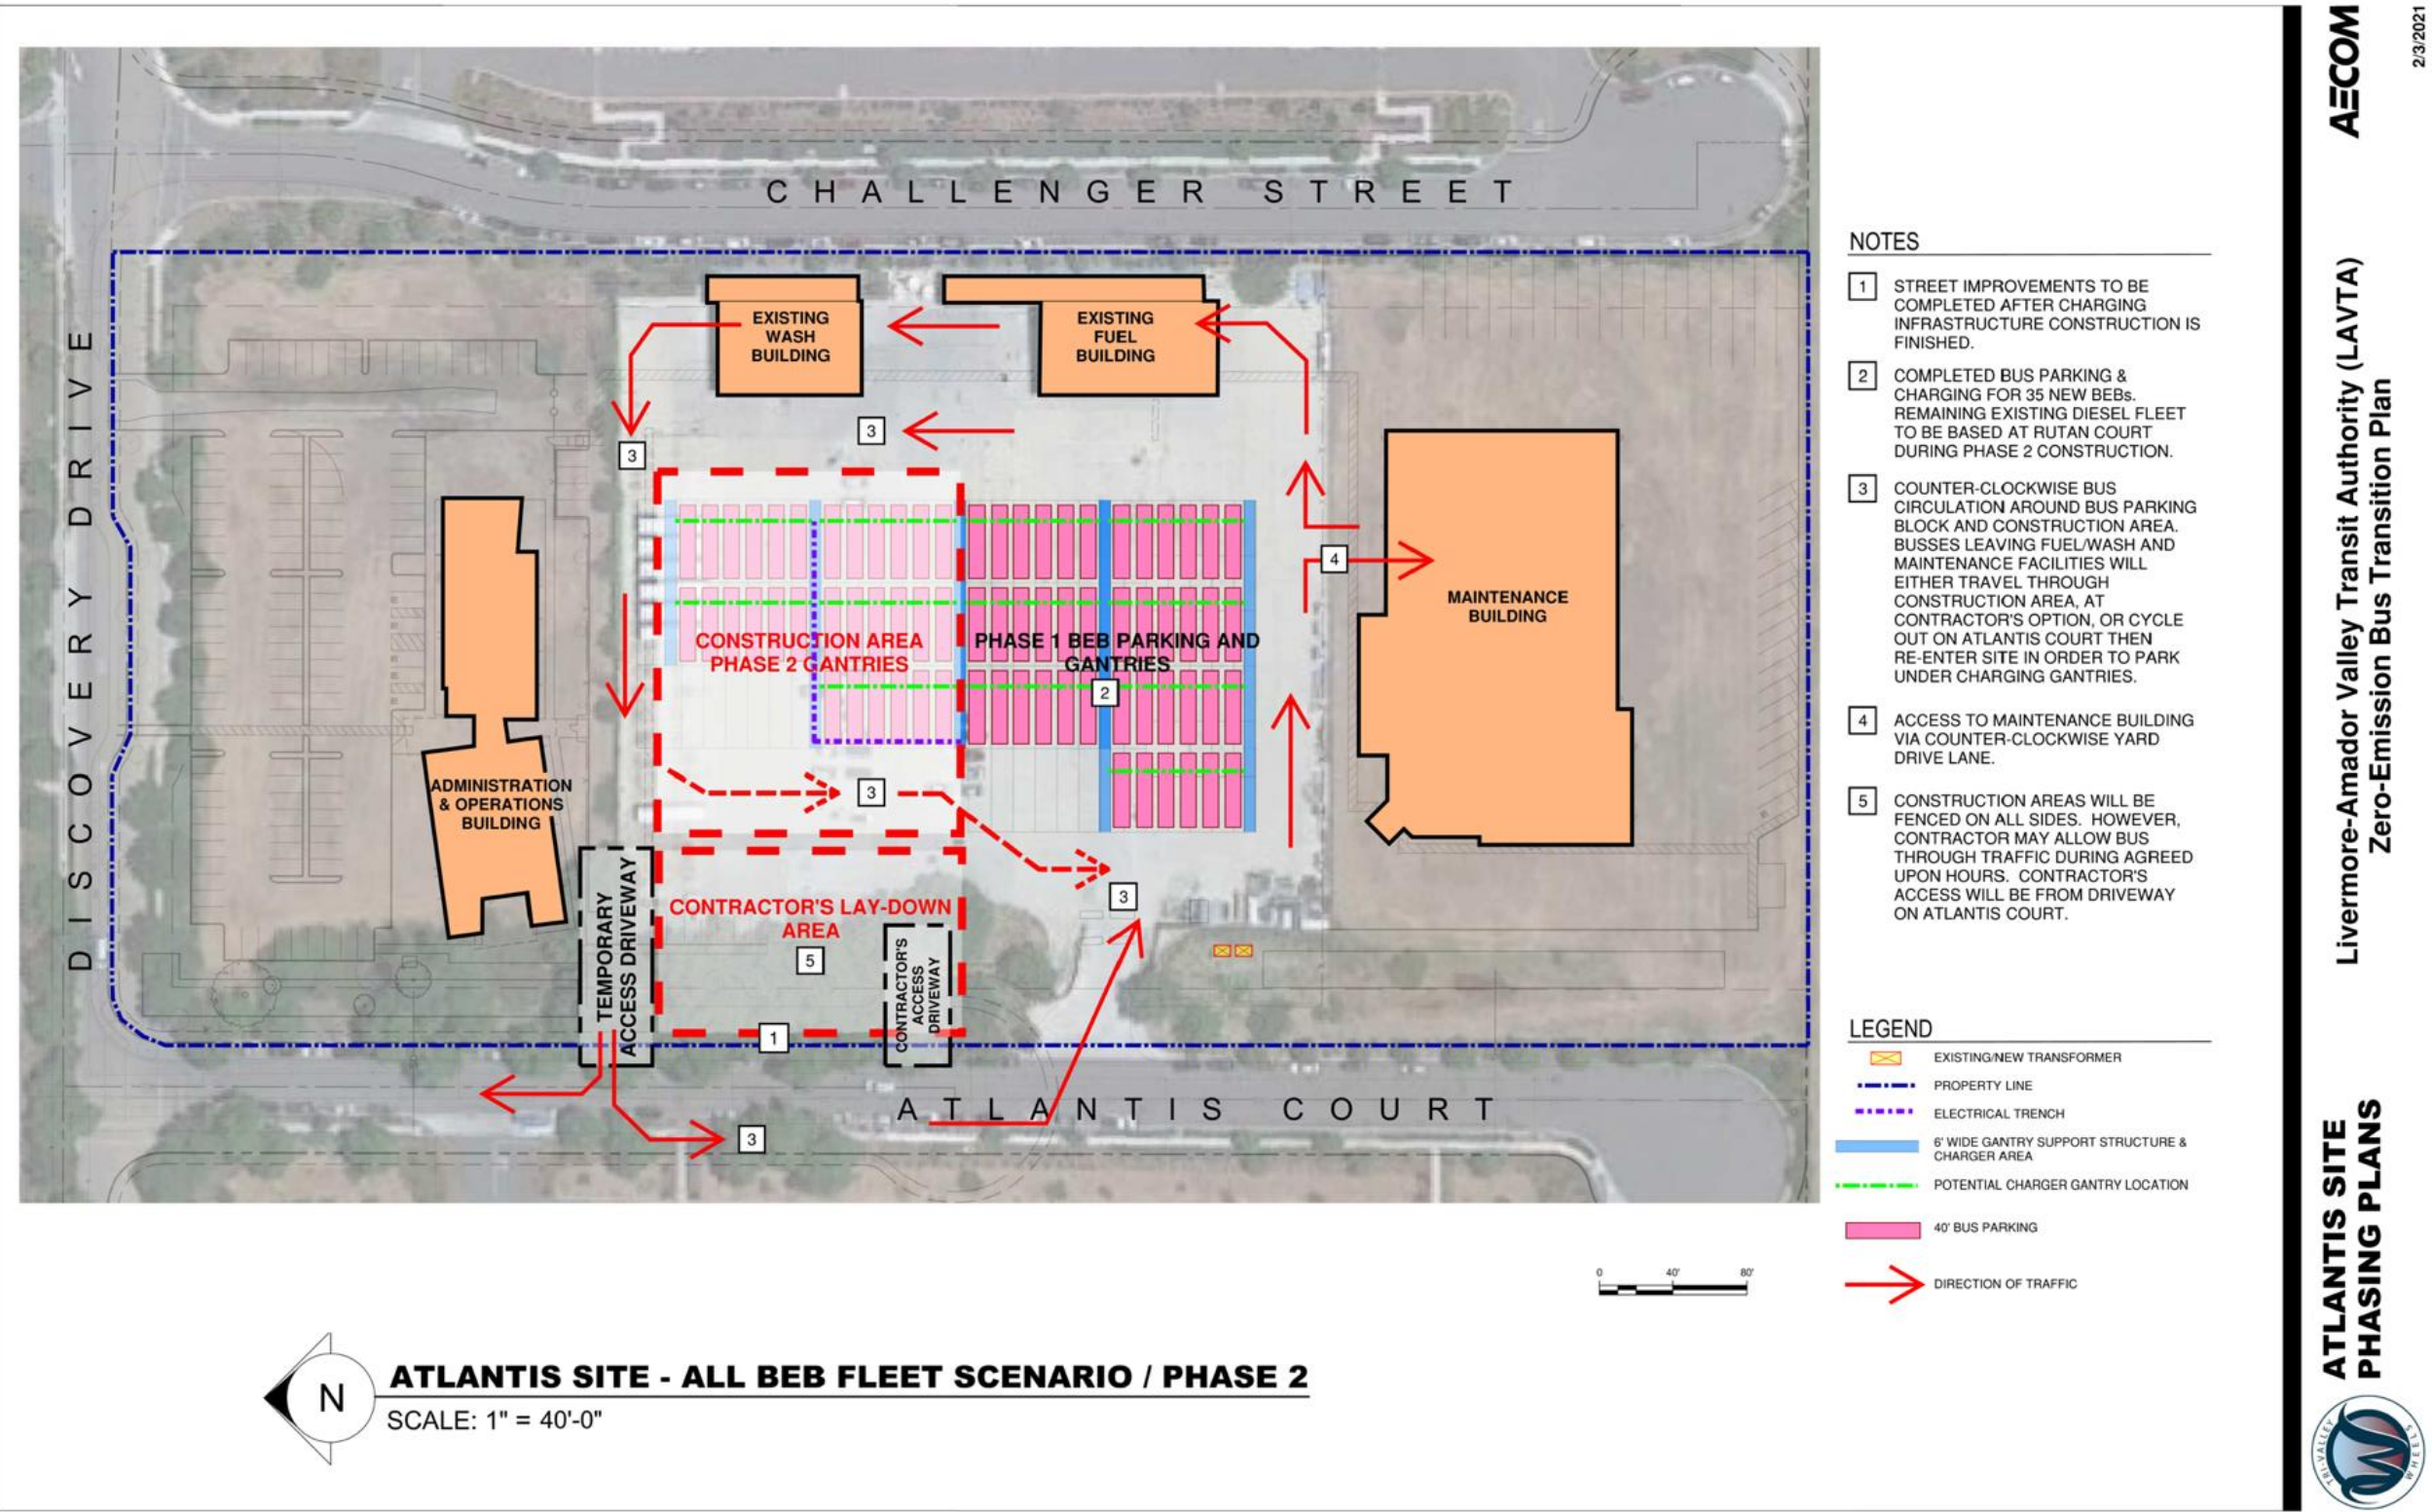 CHALLENGER STREET
DISCOVERY DRIVE
EXISTING
WASH
BUILDING
EXISTING
FUEL
BUILDING
3
3
4
MAINTENANCE
BUILDING
CONSTRUCTION AREA
PHASE 2 GANTRIES
PHASE 1 BEB PARKING AND
GANTRIES
2
ADMINISTRATION
& OPERATIONS
BUILDING
3
3
TEMPORARY
ACCESS DRIVEWAY
CONTRACTOR'S LAY-DOWN
AREA
5
CONTRACTOR'S
ACCESS
DRIVEWAY
1
3
ATLANTIS COURT
NOTES
1
STREET IMPROVEMENTS TO BE
COMPLETED AFTER CHARGING
INFRASTRUCTURE CONSTRUCTION IS
FINISHED.
2
COMPLETED BUS PARKING &
CHARGING FOR 35 NEW BEBs.
REMAINING EXISTING DIESEL FLEET
TO BE BASED AT RUTAN COURT
DURING PHASE 2 CONSTRUCTION.
3
COUNTER-CLOCKWISE BUS
CIRCULATION AROUND BUS PARKING
BLOCK AND CONSTRUCTION AREA.
BUSSES LEAVING FUEL/WASH AND
MAINTENANCE FACILITIES WILL
EITHER TRAVEL THROUGH
CONSTRUCTION AREA, AT
CONTRACTOR'S OPTION, OR CYCLE
OUT ON ATLANTIS COURT THEN
RE-ENTER SITE IN ORDER TO PARK
UNDER CHARGING GANTRIES.
4
ACCESS TO MAINTENANCE BUILDING
VIA COUNTER-CLOCKWISE YARD
DRIVE LANE.
5
CONSTRUCTION AREAS WILL BE
FENCED ON ALL SIDES. HOWEVER,
CONTRACTOR MAY ALLOW BUS
THROUGH TRAFFIC DURING AGREED
UPON HOURS. CONTRACTOR'S
ACCESS WILL BE FROM DRIVEWAY
ON ATLANTIS COURT.
LEGEND
EXISTING/NEW TRANSFORMER
PROPERTY LINE
ELECTRICAL TRENCH
6' WIDE GANTRY SUPPORT STRUCTURE &
CHARGER AREA
POTENTIAL CHARGER GANTRY LOCATION
40' BUS PARKING
DIRECTION OF TRAFFIC
0 40' 80'
N
ATLANTIS SITE - ALL BEB FLEET SCENARIO / PHASE 2
SCALE: 1" = 40'-0"
AECOM
2/3/2021
Livermore-Amador Valley Transit Authority (LAVTA)
Zero-Emission Bus Transition Plan
ATLANTIS SITE
PHASING PLANS
TRI-VALLEY
WHEELS